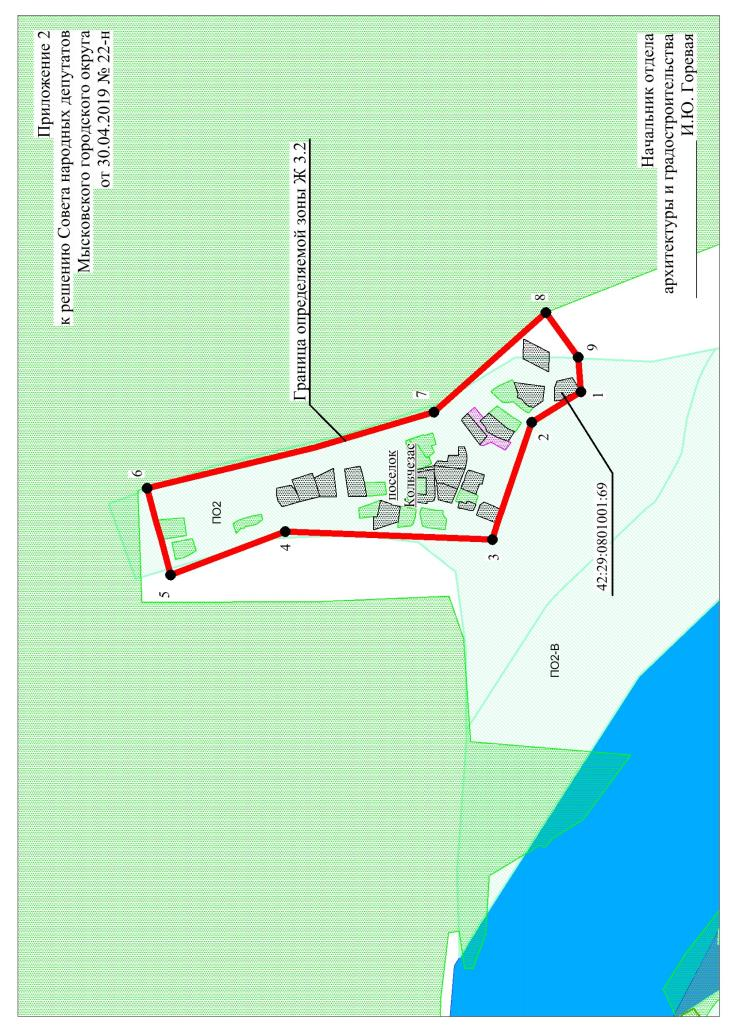 Приложение 2
к решению Совета народных депутатов
Мысковского городского округа
от 30.04.2019 № 22-н
Граница определяемой зоны Ж 3.2
8
9
1
7
2
6
поселок
Кольчезас
ПО2
4
3
5
42:29:0801001:69
ПО2-В
Начальник отдела
архитектуры и градостроительства
И.Ю. Горевая